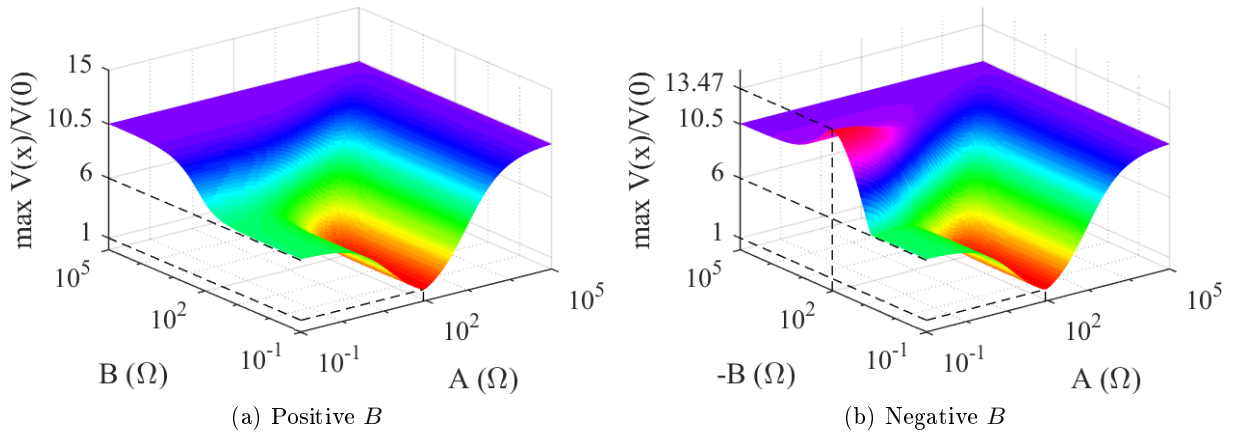 max V(x)/V(0)
15
10.5
6
1
10^5
10^2
10^-1
B (Ω)
10^-1
10^2
10^5
A (Ω)
(a) Positive B
max V(x)/V(0)
13.47
10.5
6
1
10^5
10^2
10^-1
-B (Ω)
10^-1
10^2
10^5
A (Ω)
(b) Negative B